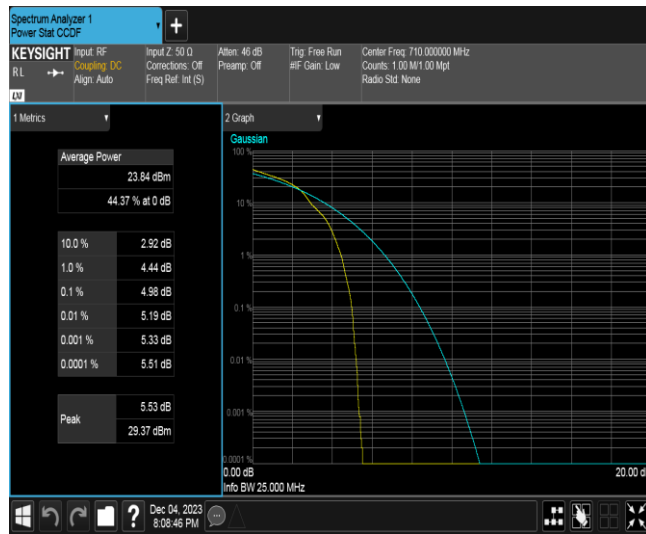 Spectrum Analyzer 1
Power Stat CCDF
+
KEYSIGHT
RL
LXI
Input: RF
Coupling: DC
Align: Auto
Input Z: 50 Ω
Corrections: Off
Freq Ref: Int (S)
Atten: 46 dB
Preamp: Off
Trig: Free Run
#IF Gain: Low
Center Freq: 710.000000 MHz
Counts: 1.00 M/1.00 Mpt
Radio Std: None
1 Metrics
Average Power
23.84 dBm
44.37 % at 0 dB
10.0 % 2.92 dB
1.0 % 4.44 dB
0.1 % 4.98 dB
0.01 % 5.19 dB
0.001 % 5.33 dB
0.0001 % 5.51 dB
Peak
5.53 dB
29.37 dBm
2 Graph
Gaussian
100 %
10 %
1 %
0.1 %
0.01 %
0.001 %
0.0001 %
0.00 dB
20.00 d
Info BW 25.000 MHz
?
Dec 04, 2023
8:08:46 PM